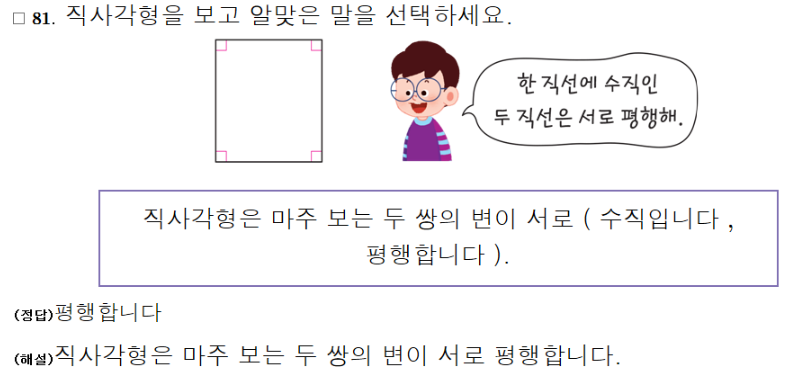 □ 81. 직사각형을 보고 알맞은 말을 선택하세요.
한 직선에 수직인
두 직선은 서로 평행해.
직사각형은 마주 보는 두 쌍의 변이 서로 ( 수직입니다 ,
평행합니다 ).
(정답)평행합니다
(해설)직사각형은 마주 보는 두 쌍의 변이 서로 평행합니다.